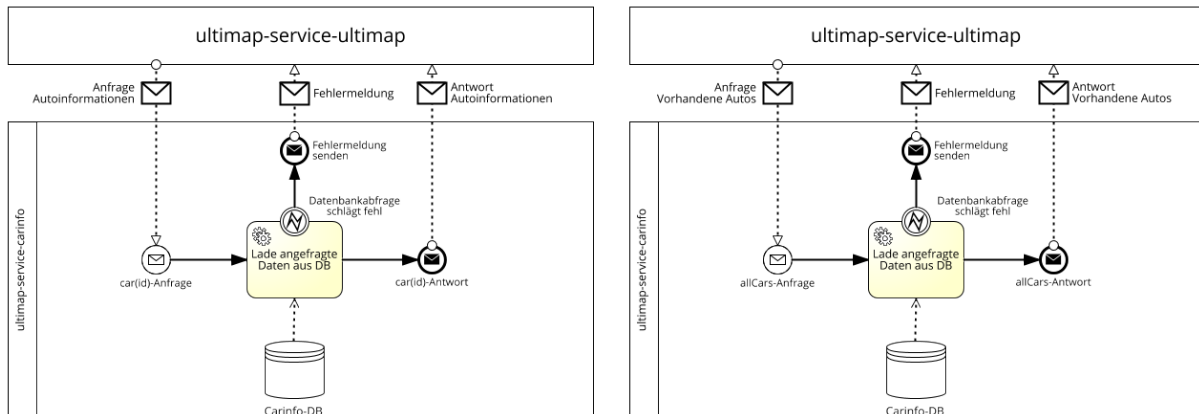 ultimap-service-ultimap
Anfrage
Autoinformationen
Fehlermeldung
Antwort
Autoinformationen
ultimap-service-carinfo
Fehlermeldung
senden
Datenbankabfrage
schlägt fehl
Lade angefragte
Daten aus DB
car(id)-Anfrage
car(id)-Antwort
Carinfo-DB
ultimap-service-ultimap
Anfrage
Vorhandene Autos
Fehlermeldung
Antwort
Vorhandene Autos
ultimap-service-carinfo
Fehlermeldung
senden
Datenbankabfrage
schlägt fehl
Lade angefragte
Daten aus DB
allCars-Anfrage
allCars-Antwort
Carinfo-DB